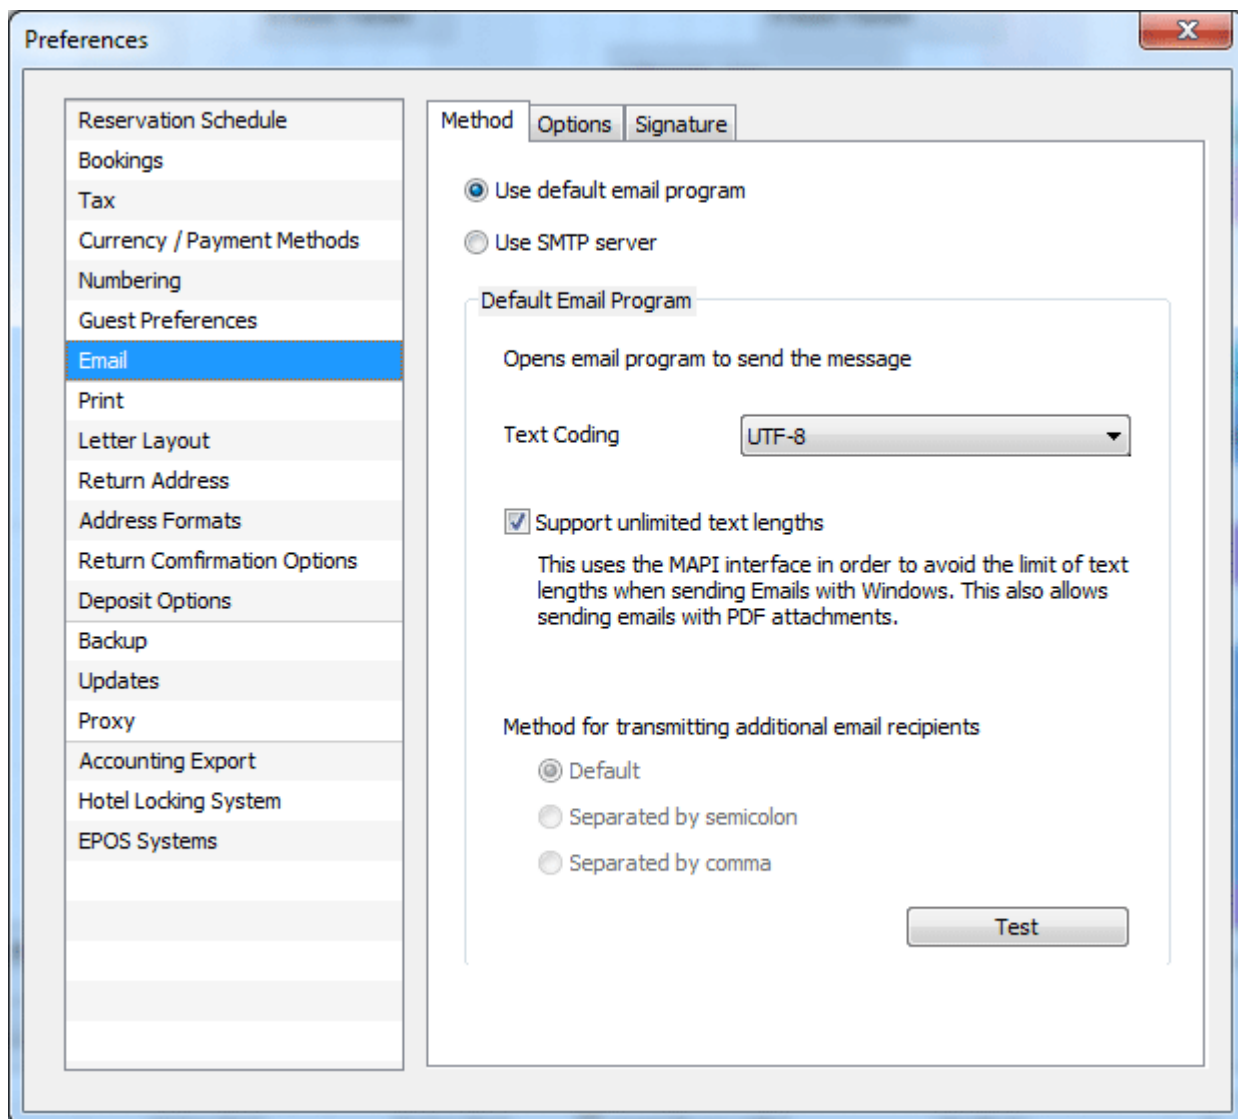 Preferences
Reservation Schedule
Bookings
Tax
Currency / Payment Methods
Numbering
Guest Preferences
Email
Print
Letter Layout
Return Address
Address Formats
Return Comfirmation Options
Deposit Options
Backup
Updates
Proxy
Accounting Export
Hotel Locking System
EPOS Systems
Method Options Signature
Use default email program
Use SMTP server
Default Email Program
Opens email program to send the message
Text Coding UTF-8
Support unlimited text lengths
This uses the MAPI interface in order to avoid the limit of text
lengths when sending Emails with Windows. This also allows
sending emails with PDF attachments.
Method for transmitting additional email recipients
Default
Separated by semicolon
Separated by comma
Test